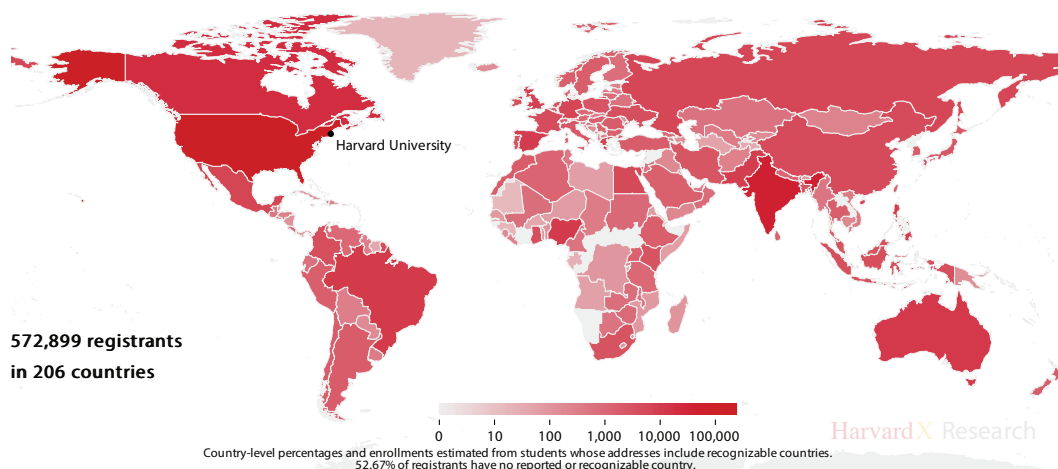 Harvard University
572,899 registrants
in 206 countries
0 10 100 1,000 10,000 100,000
HarvardX Research
Country-level percentages and enrollments estimated from students whose addresses include recognizable countries.
52.67% of registrants have no reported or recognizable country.